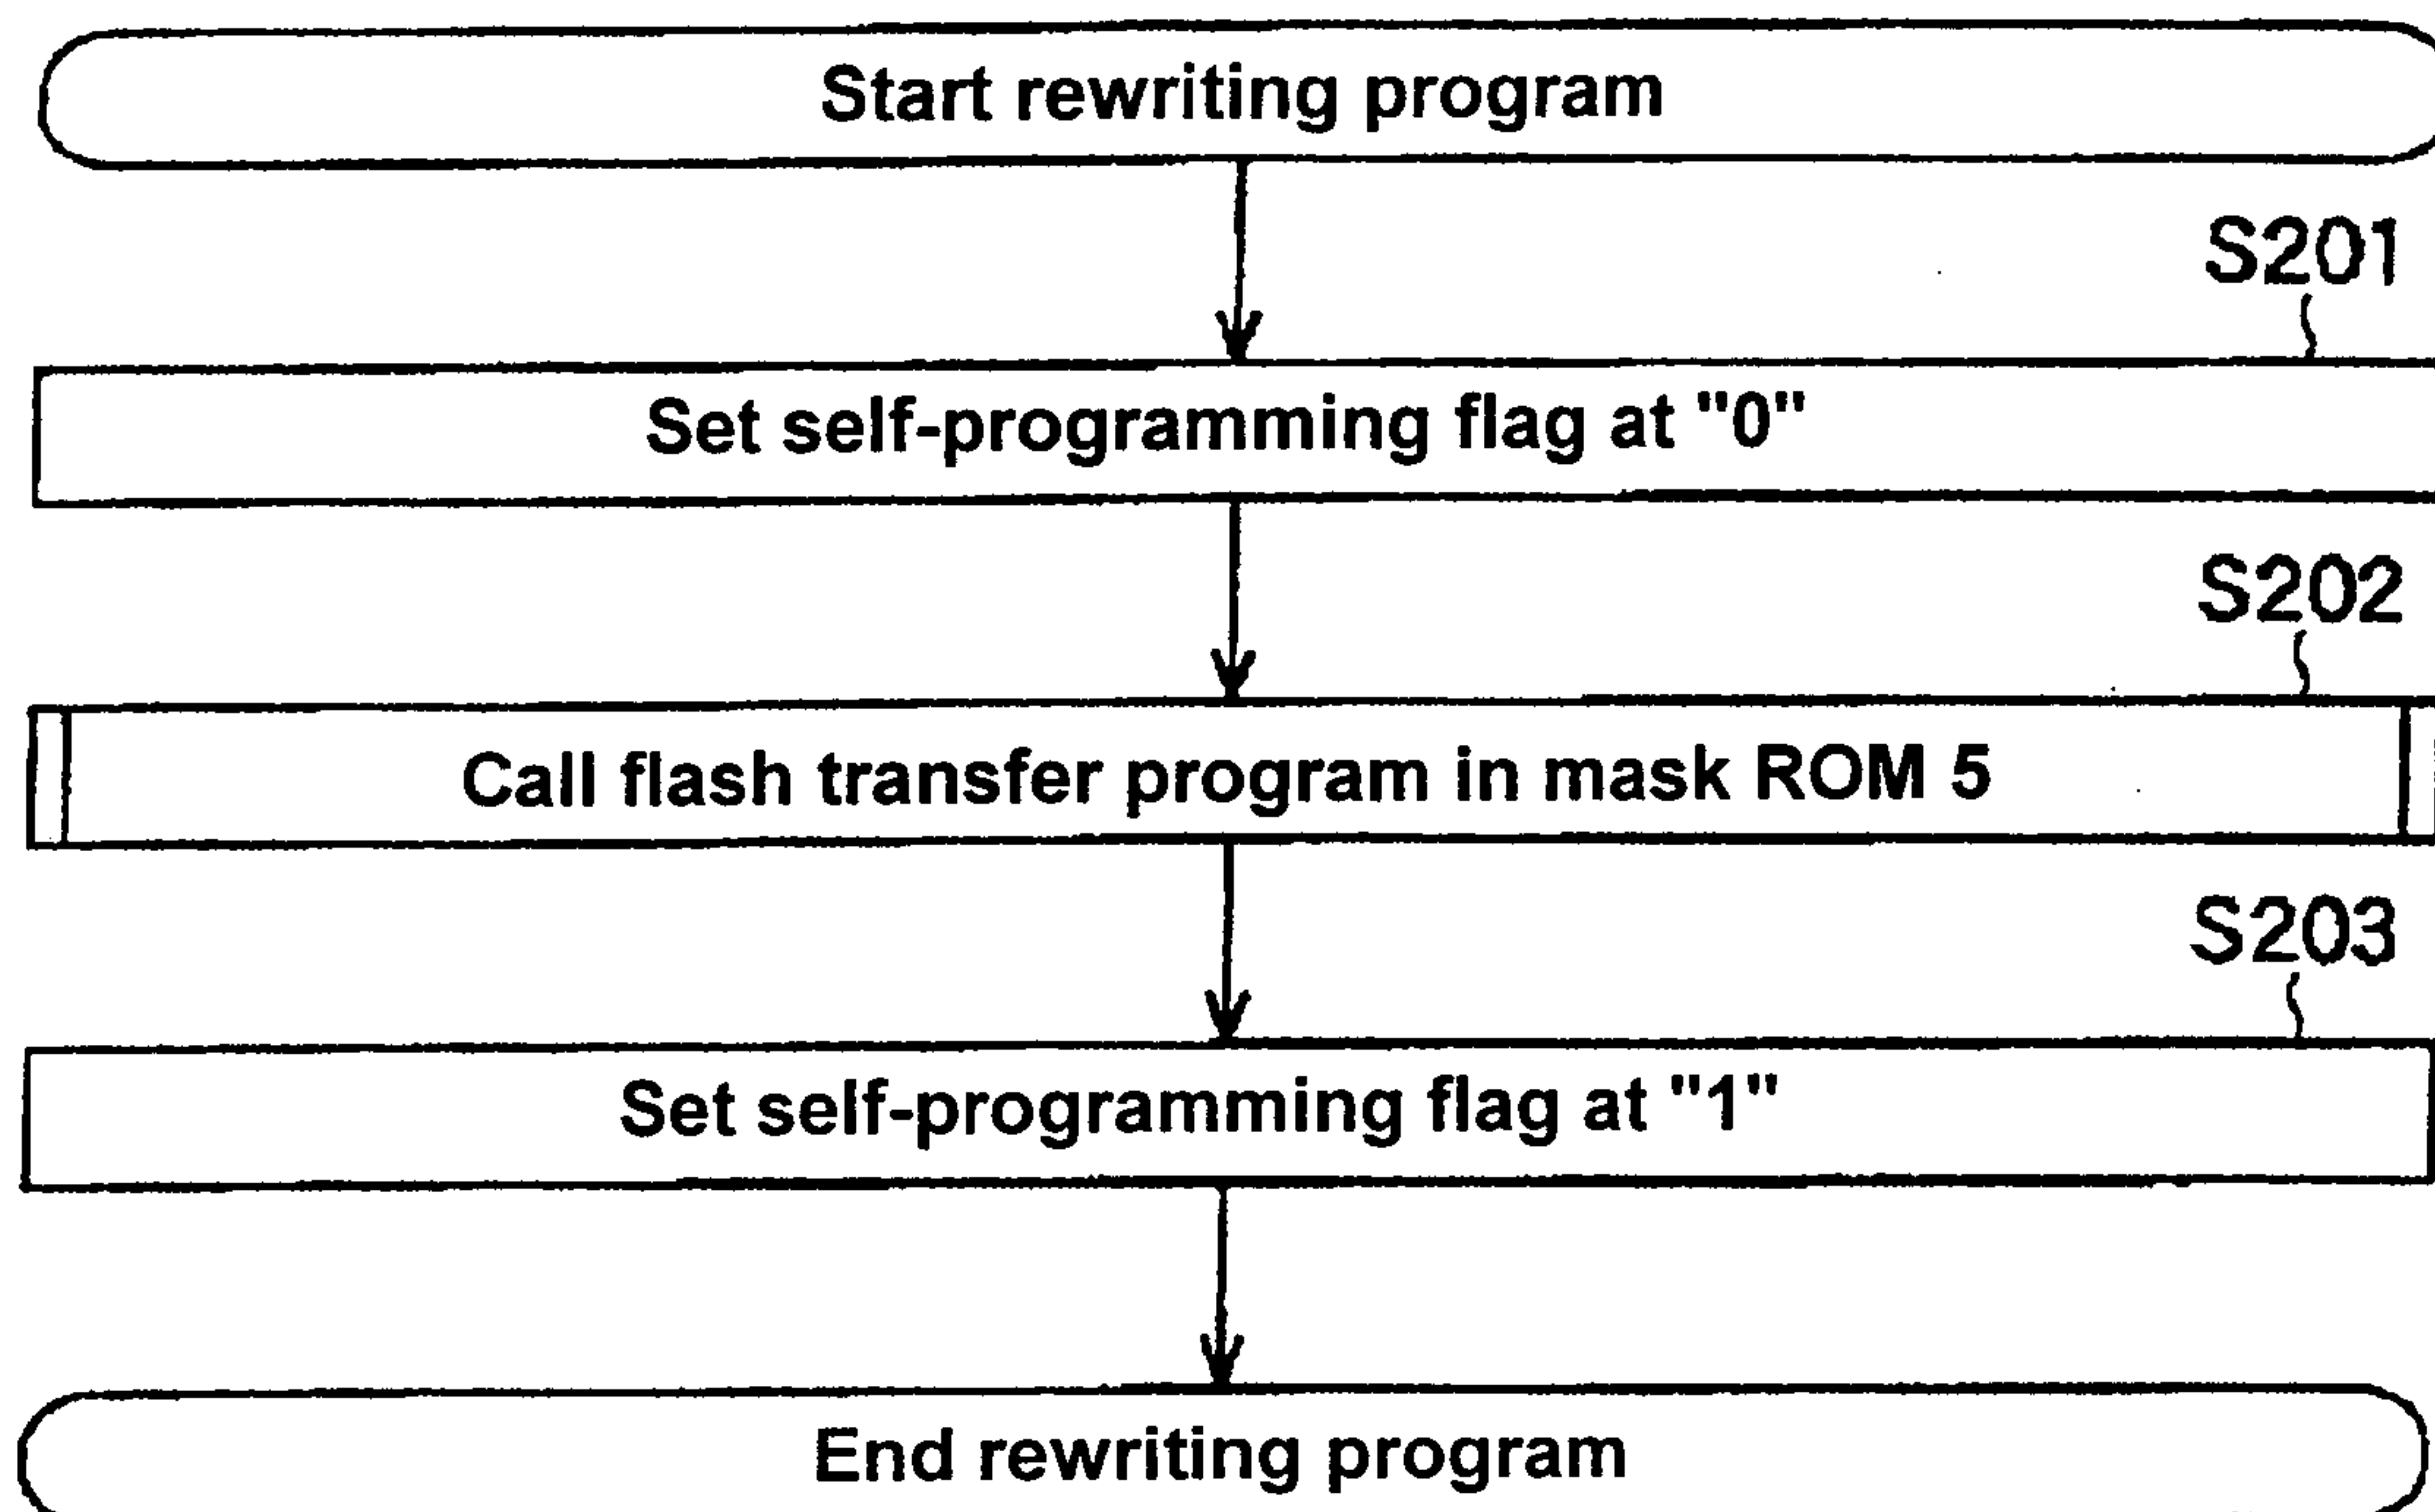 Start rewriting program
S201
Set self-programming flag at "0"
S202
Call flash transfer program in mask ROM 5
S203
Set self-programming flag at "1"
End rewriting program